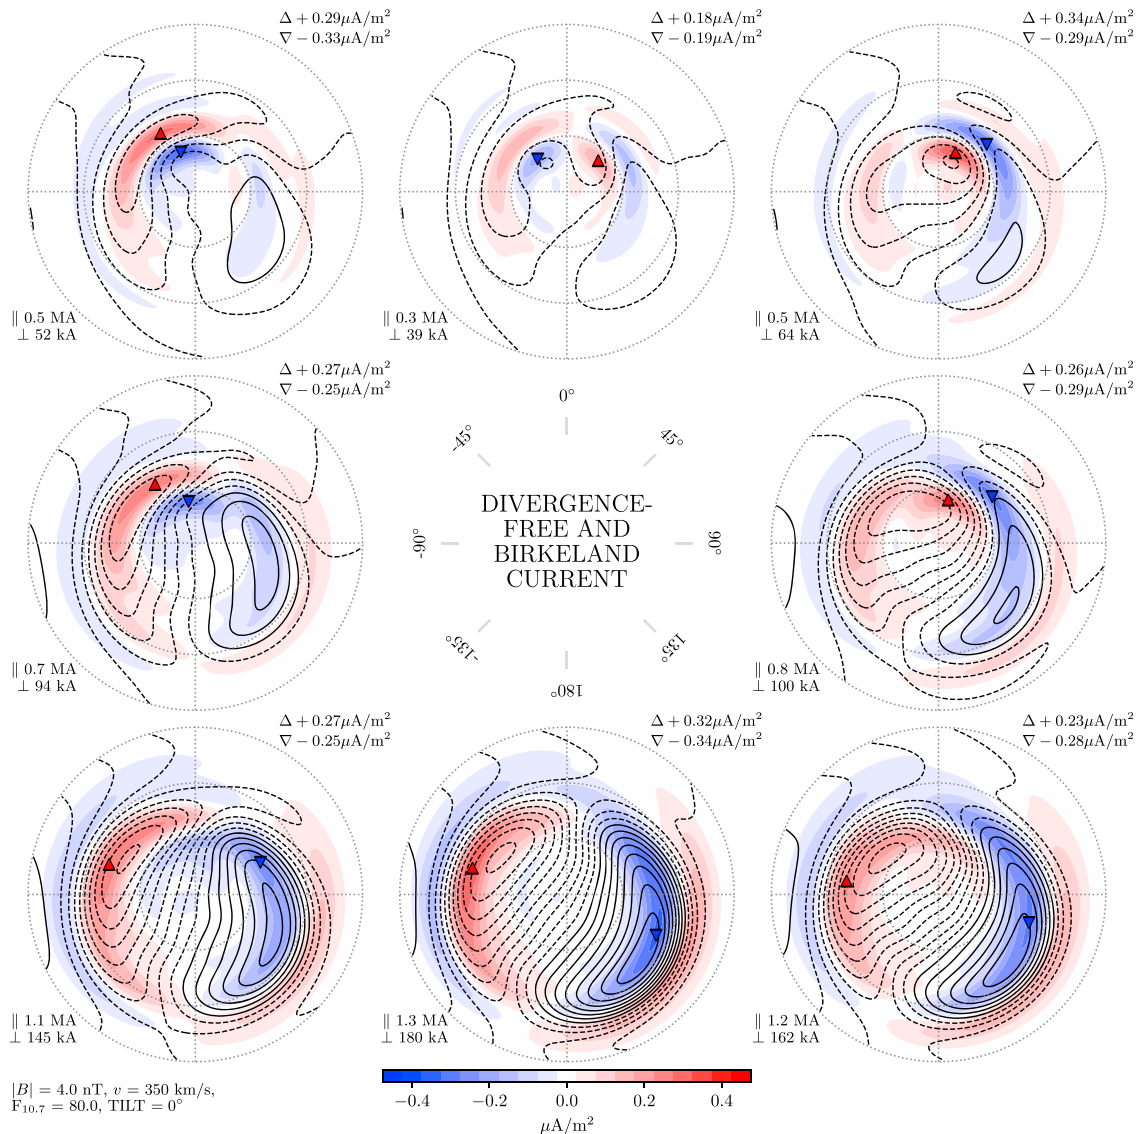 Δ + 0.29μA/m²
∇ − 0.33μA/m²
∥ 0.5 MA
⊥ 52 kA
Δ + 0.18μA/m²
∇ − 0.19μA/m²
∥ 0.3 MA
⊥ 39 kA
Δ + 0.34μA/m²
∇ − 0.29μA/m²
∥ 0.5 MA
⊥ 64 kA
Δ + 0.27μA/m²
∇ − 0.25μA/m²
∥ 0.7 MA
⊥ 94 kA
0°
-45°
45°
-90°
90°
-135°
135°
180°
DIVERGENCE-
FREE AND
BIRKELAND
CURRENT
Δ + 0.26μA/m²
∇ − 0.29μA/m²
∥ 0.8 MA
⊥ 100 kA
Δ + 0.27μA/m²
∇ − 0.25μA/m²
∥ 1.1 MA
⊥ 145 kA
Δ + 0.32μA/m²
∇ − 0.34μA/m²
∥ 1.3 MA
⊥ 180 kA
Δ + 0.23μA/m²
∇ − 0.28μA/m²
∥ 1.2 MA
⊥ 162 kA
|B| = 4.0 nT, v = 350 km/s,
F₁₀.₇ = 80.0, TILT = 0°
−0.4 −0.2 0.0 0.2 0.4
μA/m²